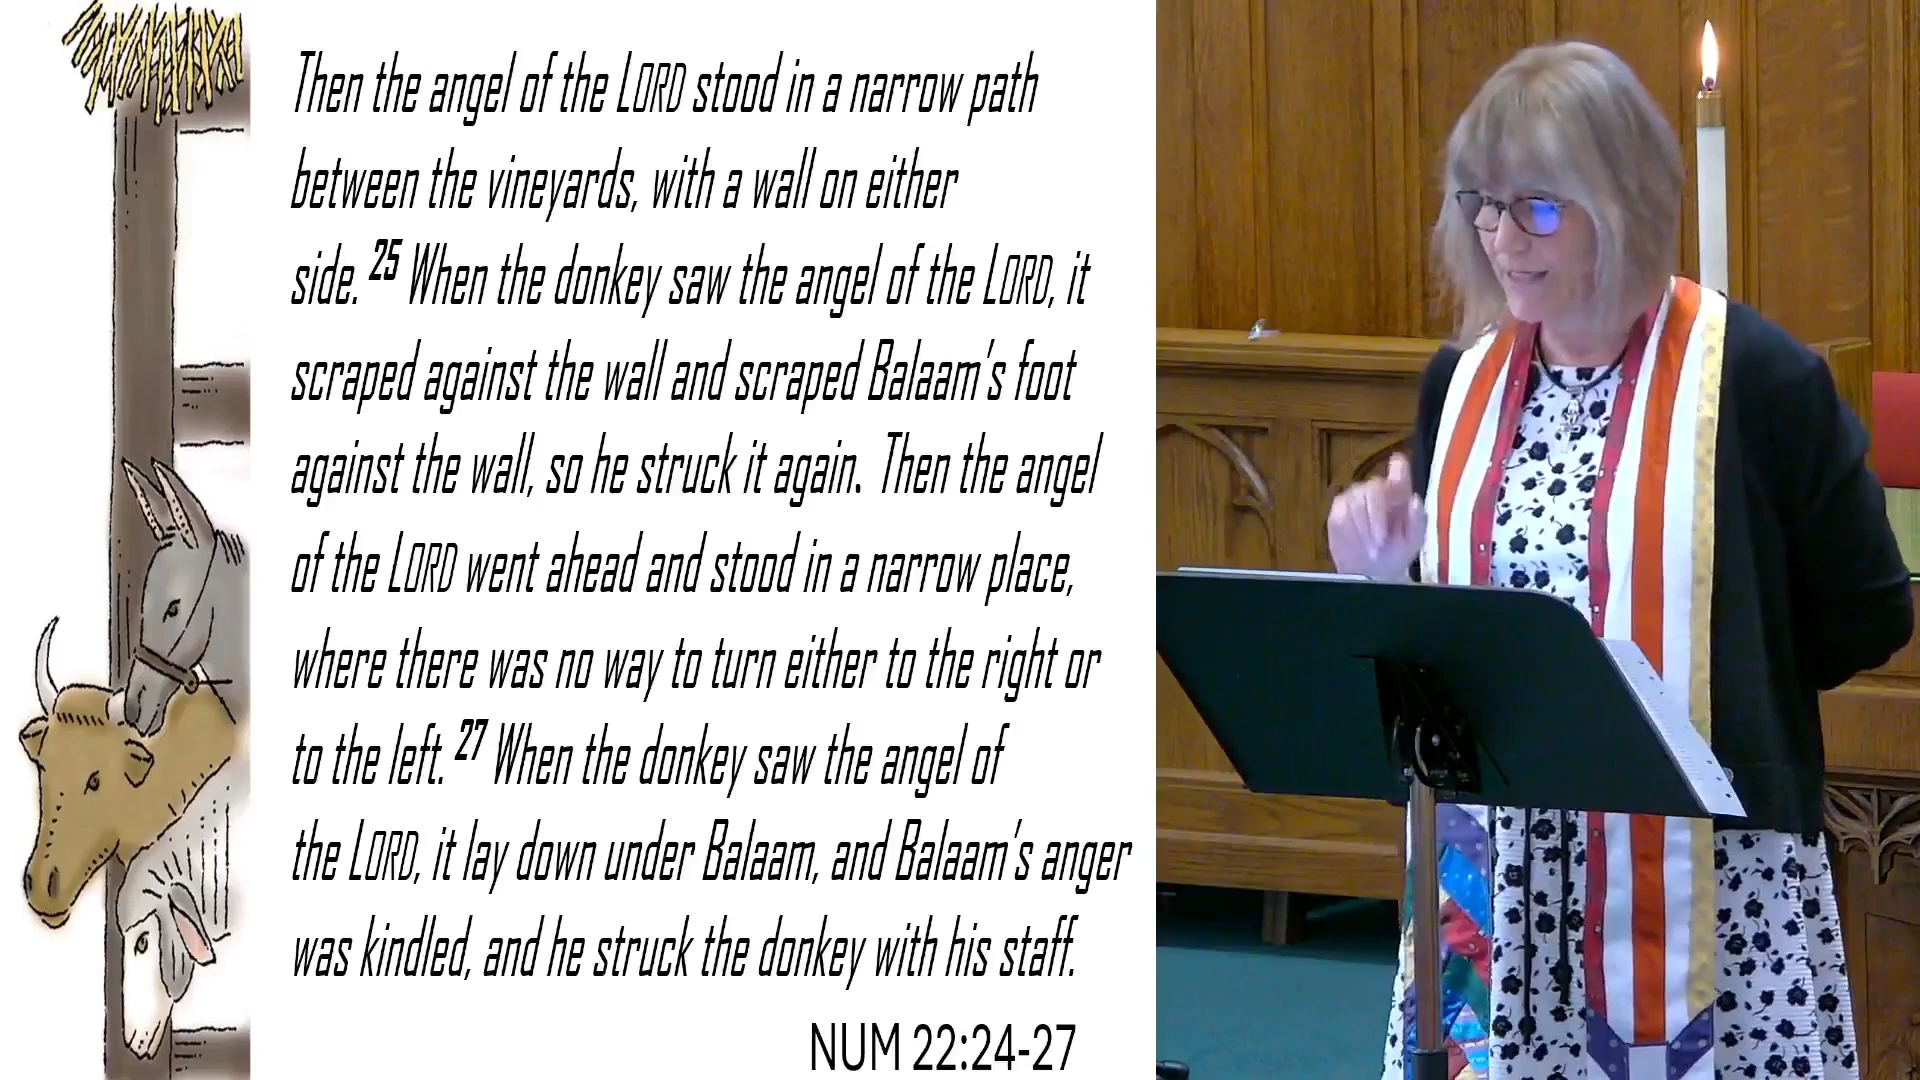 Then the angel of the LORD stood in a narrow path
between the vineyards, with a wall on either
side. 25 When the donkey saw the angel of the LORD, it
scraped against the wall and scraped Balaam's foot
against the wall, so he struck it again. Then the angel
of the LORD went ahead and stood in a narrow place,
where there was no way to turn either to the right or
to the left. 27 When the donkey saw the angel of
the LORD, it lay down under Balaam, and Balaam's anger
was kindled, and he struck the donkey with his staff.
NUM 22:24-27